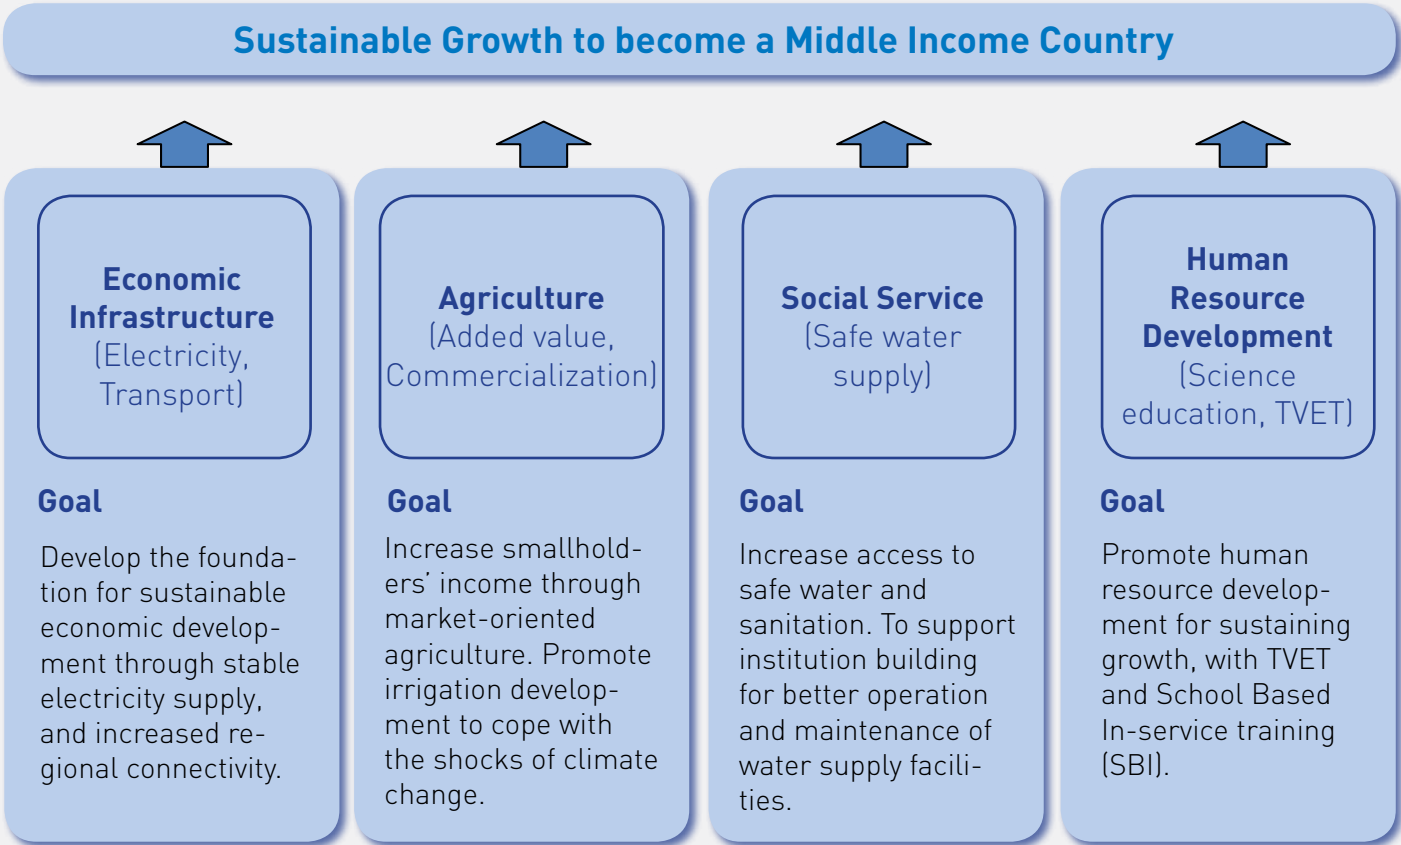 Sustainable Growth to become a Middle Income Country
Economic
Infrastructure
(Electricity,
Transport)
Goal
Develop the founda-
tion for sustainable
economic develop-
ment through stable
electricity supply,
and increased re-
gional connectivity.
Agriculture
(Added value,
Commercialization)
Goal
Increase smallhold-
ers’ income through
market-oriented
agriculture. Promote
irrigation develop-
ment to cope with
the shocks of climate
change.
Social Service
(Safe water
supply)
Goal
Increase access to
safe water and
sanitation. To support
institution building
for better operation
and maintenance of
water supply facili-
ties.
Human
Resource
Development
(Science
education, TVET)
Goal
Promote human
resource develop-
ment for sustaining
growth, with TVET
and School Based
In-service training
(SBI).